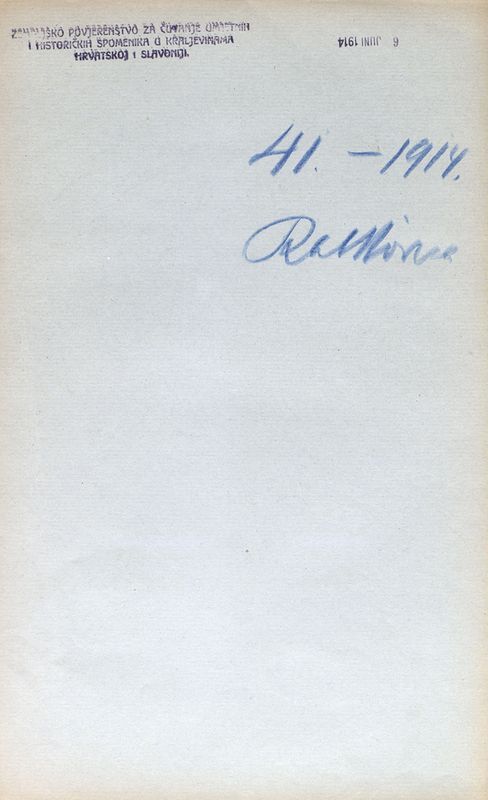 ZEMALJSKO POVJERENSTVO ZA ČUVANJE UMJETNIH
I HISTORIČKIH SPOMENIKA U KRALJEVINAMA
HRVATSKOJ I SLAVONIJI.
6 JUNI 1914
41. – 1914.